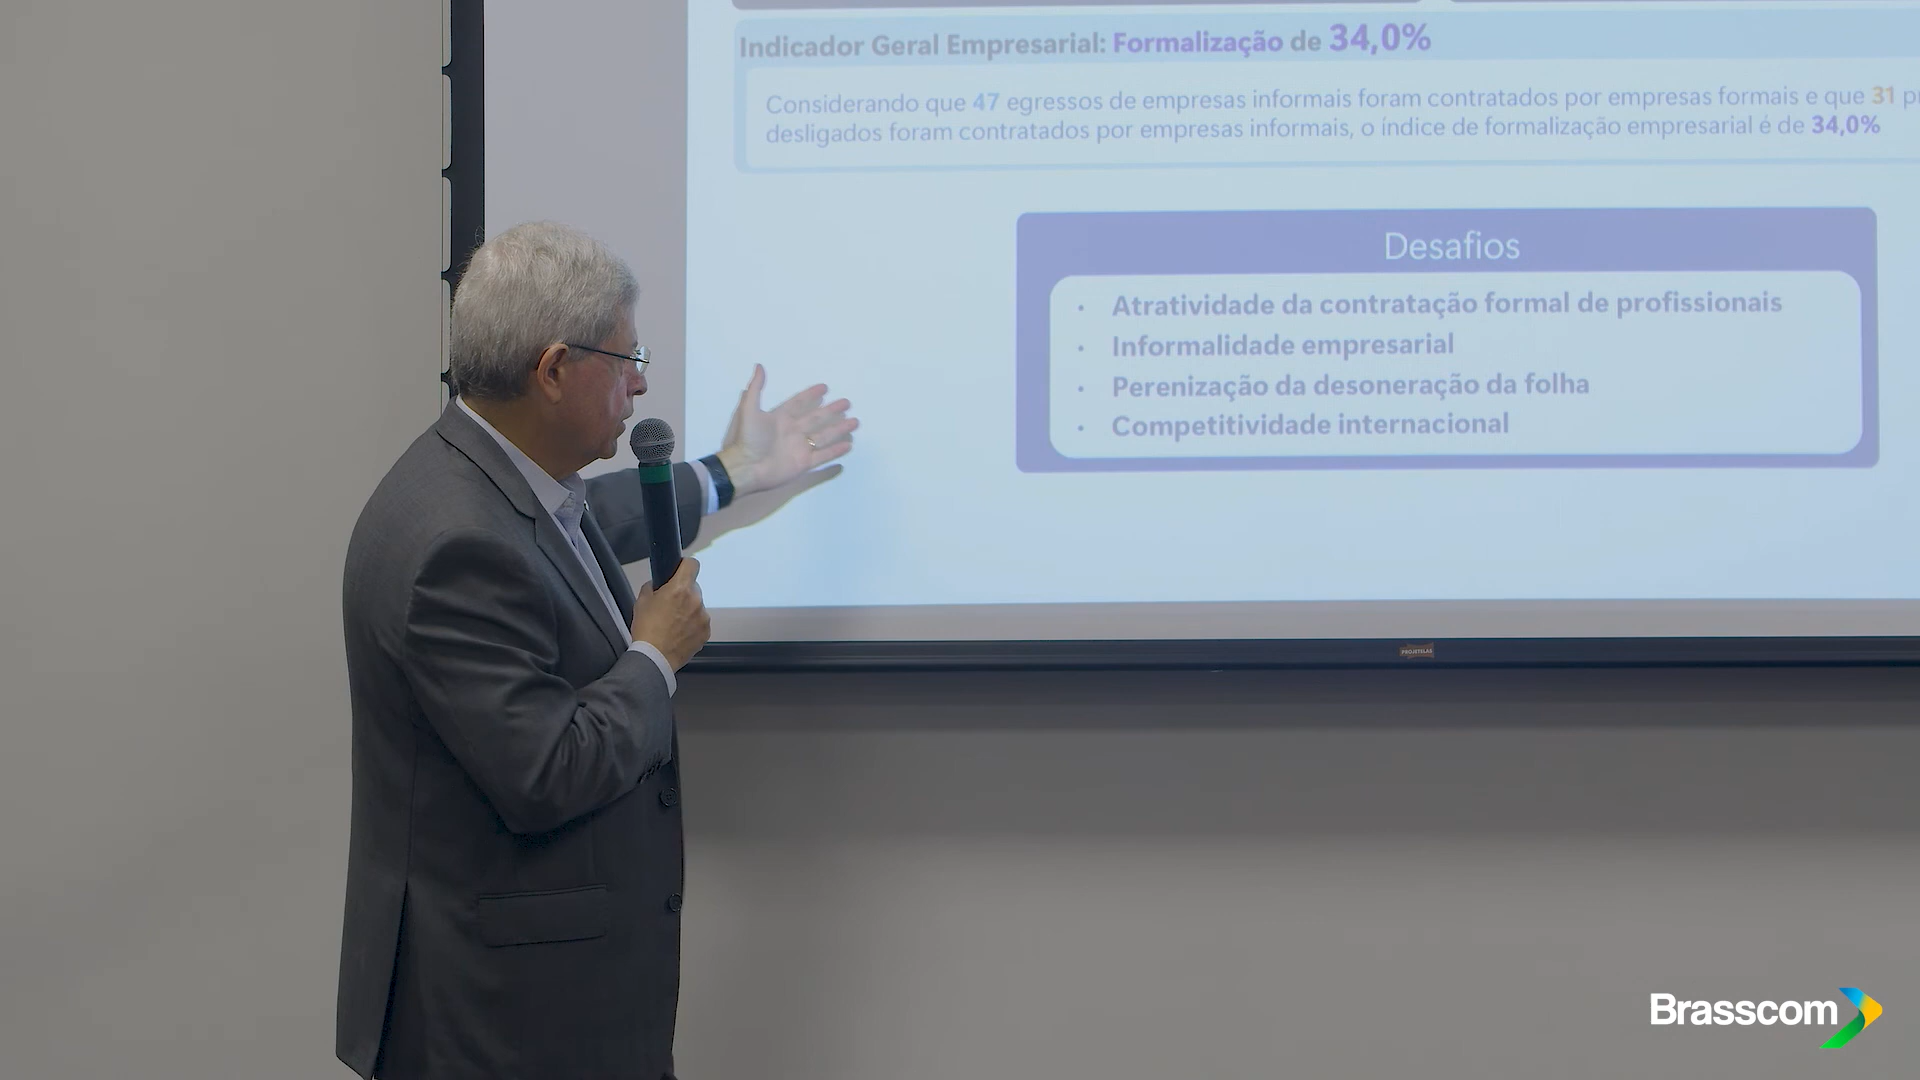 Indicador Geral Empresarial: Formalização de 34,0%
Considerando que 47 egressos de empresas informais foram contratados por empresas formais e que 31
desligados foram contratados por empresas informais, o índice de formalização empresarial é de 34,0%
Desafios
• Atratividade da contratação formal de profissionais
• Informalidade empresarial
• Perenização da desoneração da folha
• Competitividade internacional
PROJETELAS
Brasscom